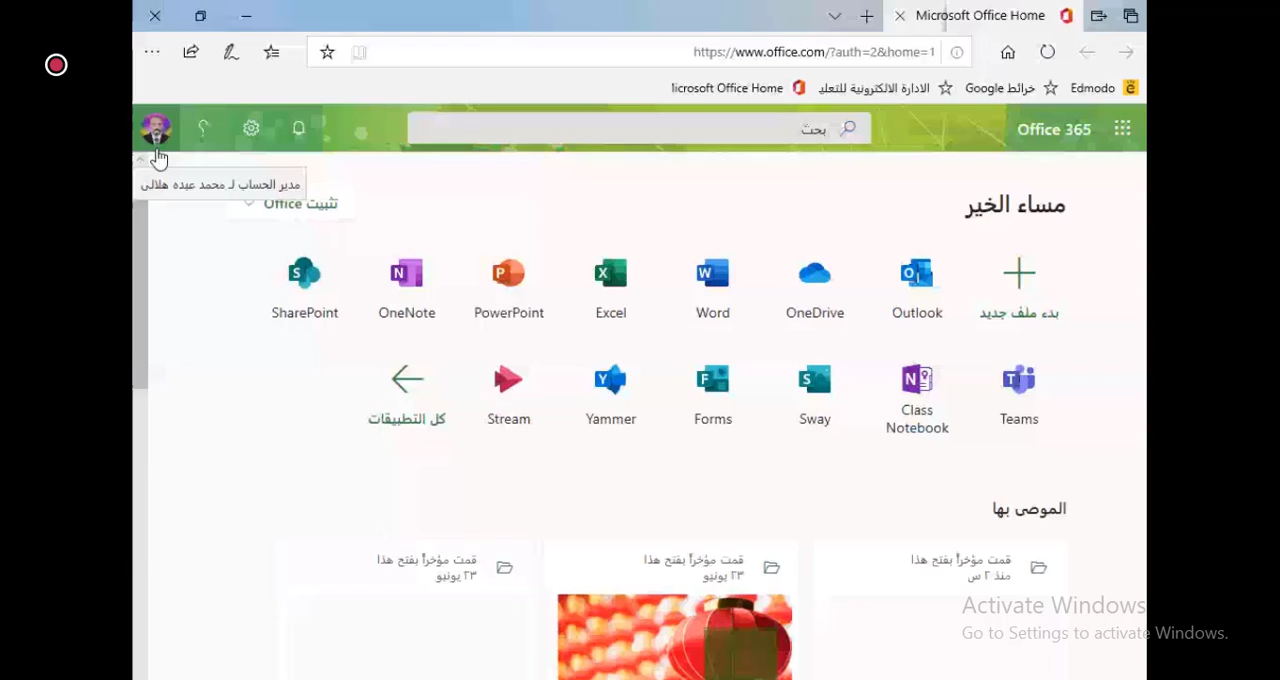 Microsoft Office Home
https://www.office.com/?auth=2&home=1
Edmodo
خرائط Google
الادارة الالكترونية للتعليـ
licrosoft Office Home
Office 365
بحث
مدير الحساب لـ محمد عبده هلالى
مساء الخير
تثبيت Office
بدء ملف جديد
Outlook
OneDrive
Word
Excel
PowerPoint
OneNote
SharePoint
Teams
Class
Notebook
Sway
Forms
Yammer
Stream
كل التطبيقات
الموصى بها
قمت مؤخراً بفتح هذا
منذ ٢ س
قمت مؤخراً بفتح هذا
٢٣ يونيو
قمت مؤخراً بفتح هذا
٢٣ يونيو
Activate Windows
Go to Settings to activate Windows.